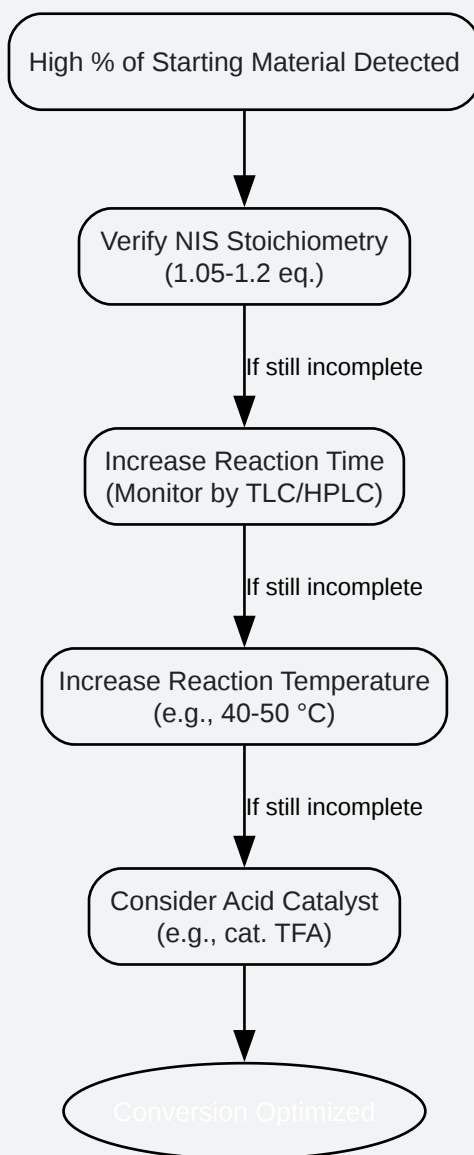 High % of Starting Material Detected
Verify NIS Stoichiometry
(1.05-1.2 eq.)
If still incomplete
Increase Reaction Time
(Monitor by TLC/HPLC)
If still incomplete
Increase Reaction Temperature
(e.g., 40-50 °C)
If still incomplete
Consider Acid Catalyst
(e.g., cat. TFA)
Conversion Optimized